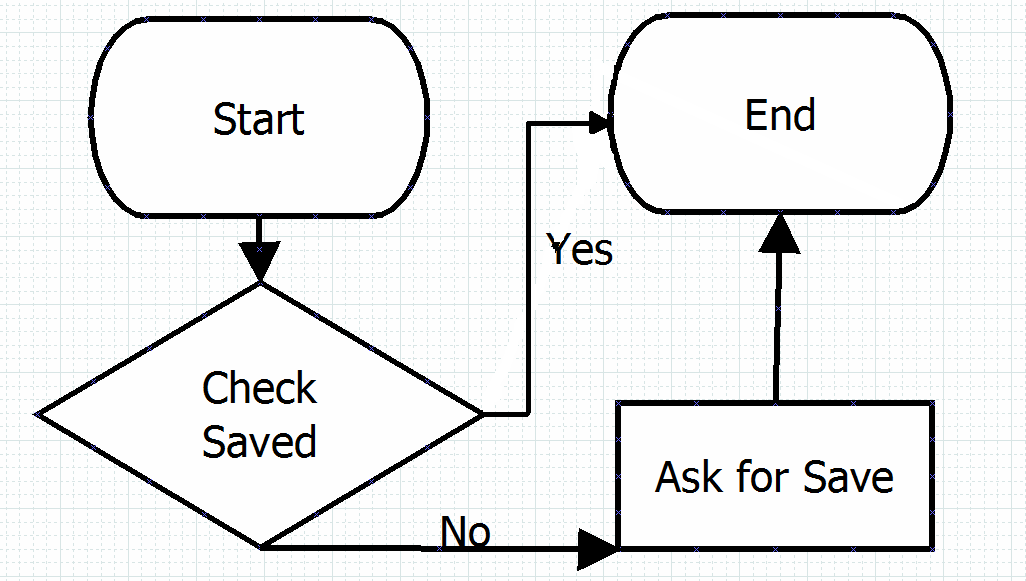 Start
End
Yes
Check
Saved
Ask for Save
No